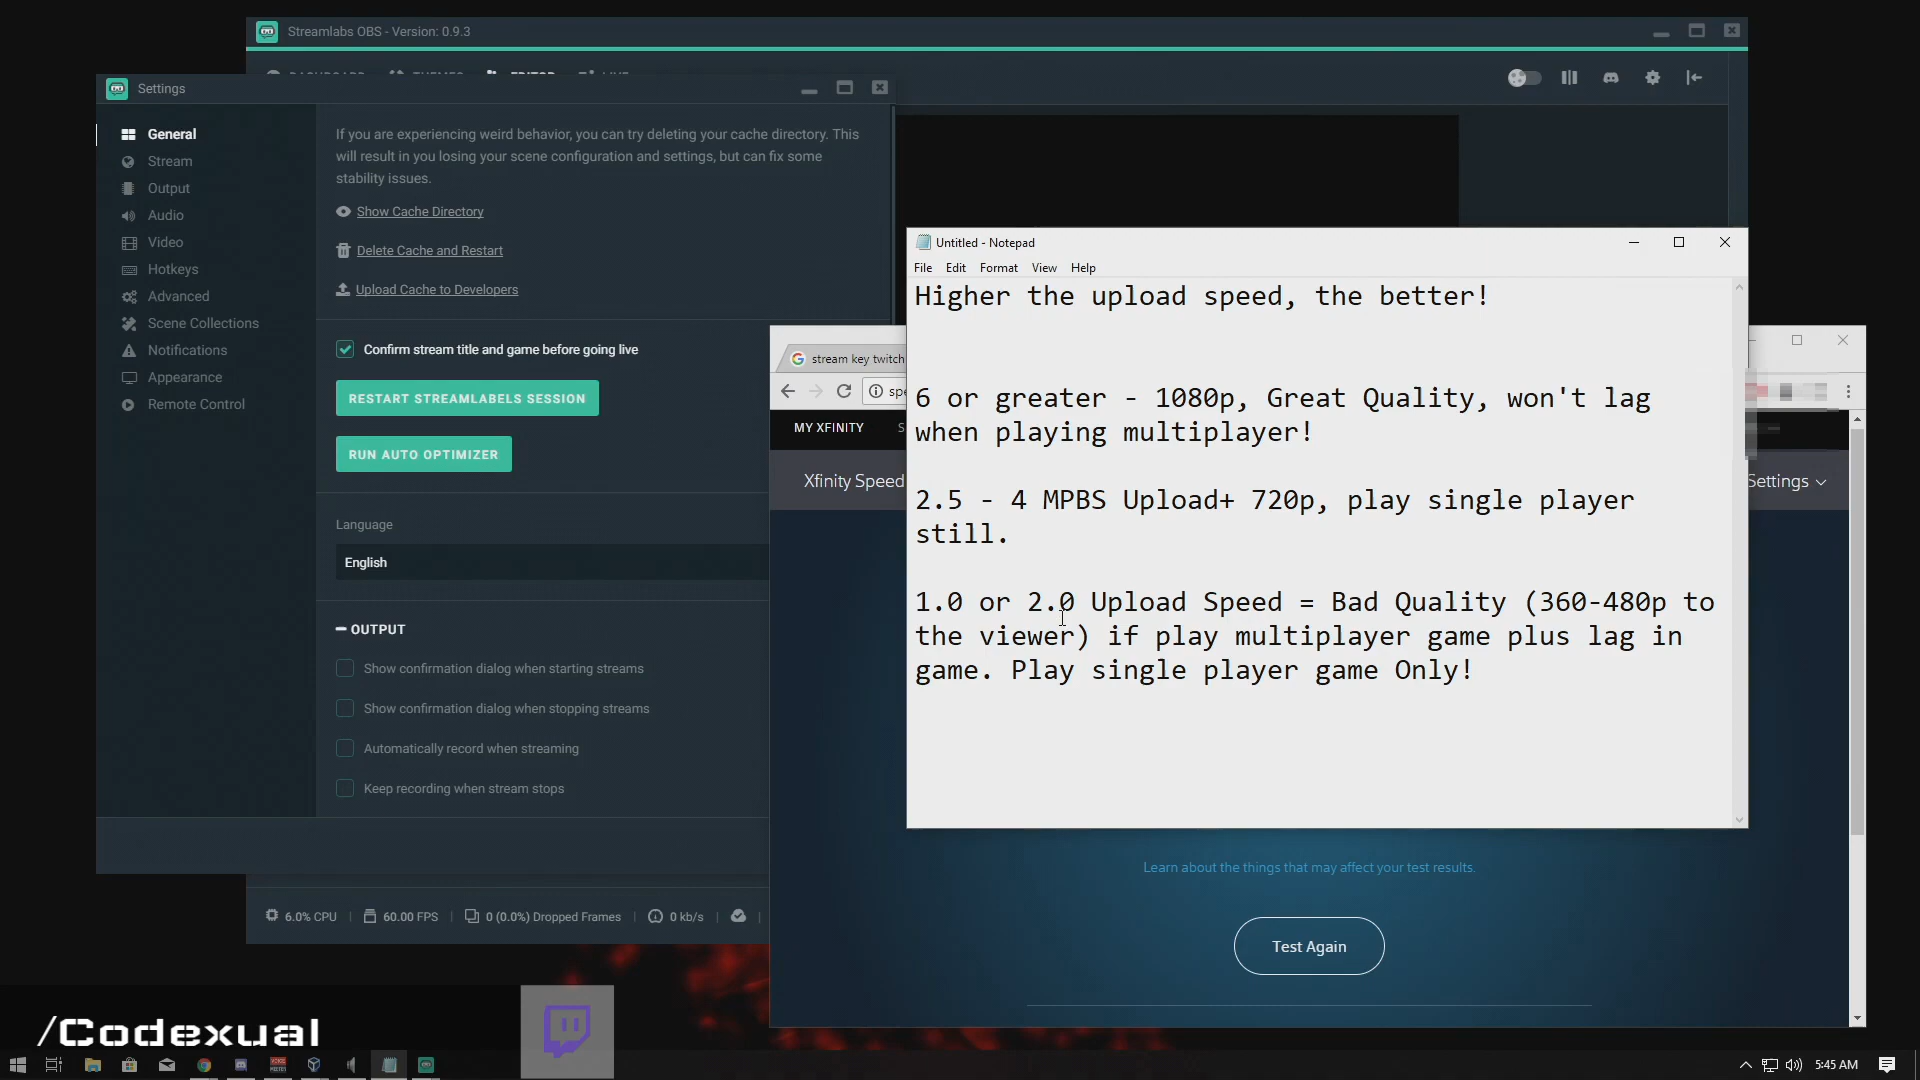 Streamlabs OBS - Version: 0.9.3
Settings
General
Stream
Output
Audio
Video
Hotkeys
Advanced
Scene Collections
Notifications
Appearance
Remote Control
If you are experiencing weird behavior, you can try deleting your cache directory. This
will result in you losing your scene configuration and settings, but can fix some
stability issues.
Show Cache Directory
Delete Cache and Restart
Upload Cache to Developers
Confirm stream title and game before going live
RESTART STREAMLABELS SESSION
RUN AUTO OPTIMIZER
Language
English
OUTPUT
Show confirmation dialog when starting streams
Show confirmation dialog when stopping streams
Automatically record when streaming
Keep recording when stream stops
6.0% CPU
60.00 FPS
0 (0.0%) Dropped Frames
0 kb/s
Untitled - Notepad
File Edit Format View Help
Higher the upload speed, the better!
6 or greater - 1080p, Great Quality, won't lag
when playing multiplayer!
2.5 - 4 MPBS Upload+ 720p, play single player
still.
1.0 or 2.0 Upload Speed = Bad Quality (360-480p to
the viewer) if play multiplayer game plus lag in
game. Play single player game Only!
stream key twitch
spe
MY XFINITY
Xfinity Speed
Settings
Learn about the things that may affect your test results.
Test Again
/Codexual
5:45 AM